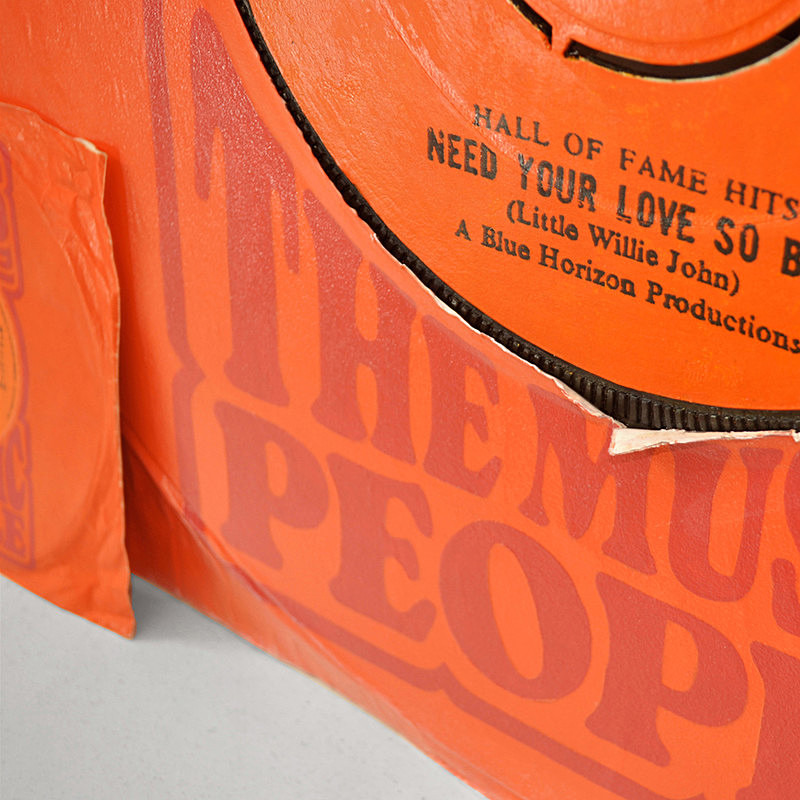 HALL OF FAME HITS
NEED YOUR LOVE SO B
(Little Willie John)
A Blue Horizon Productions
THE MUS
PEOP